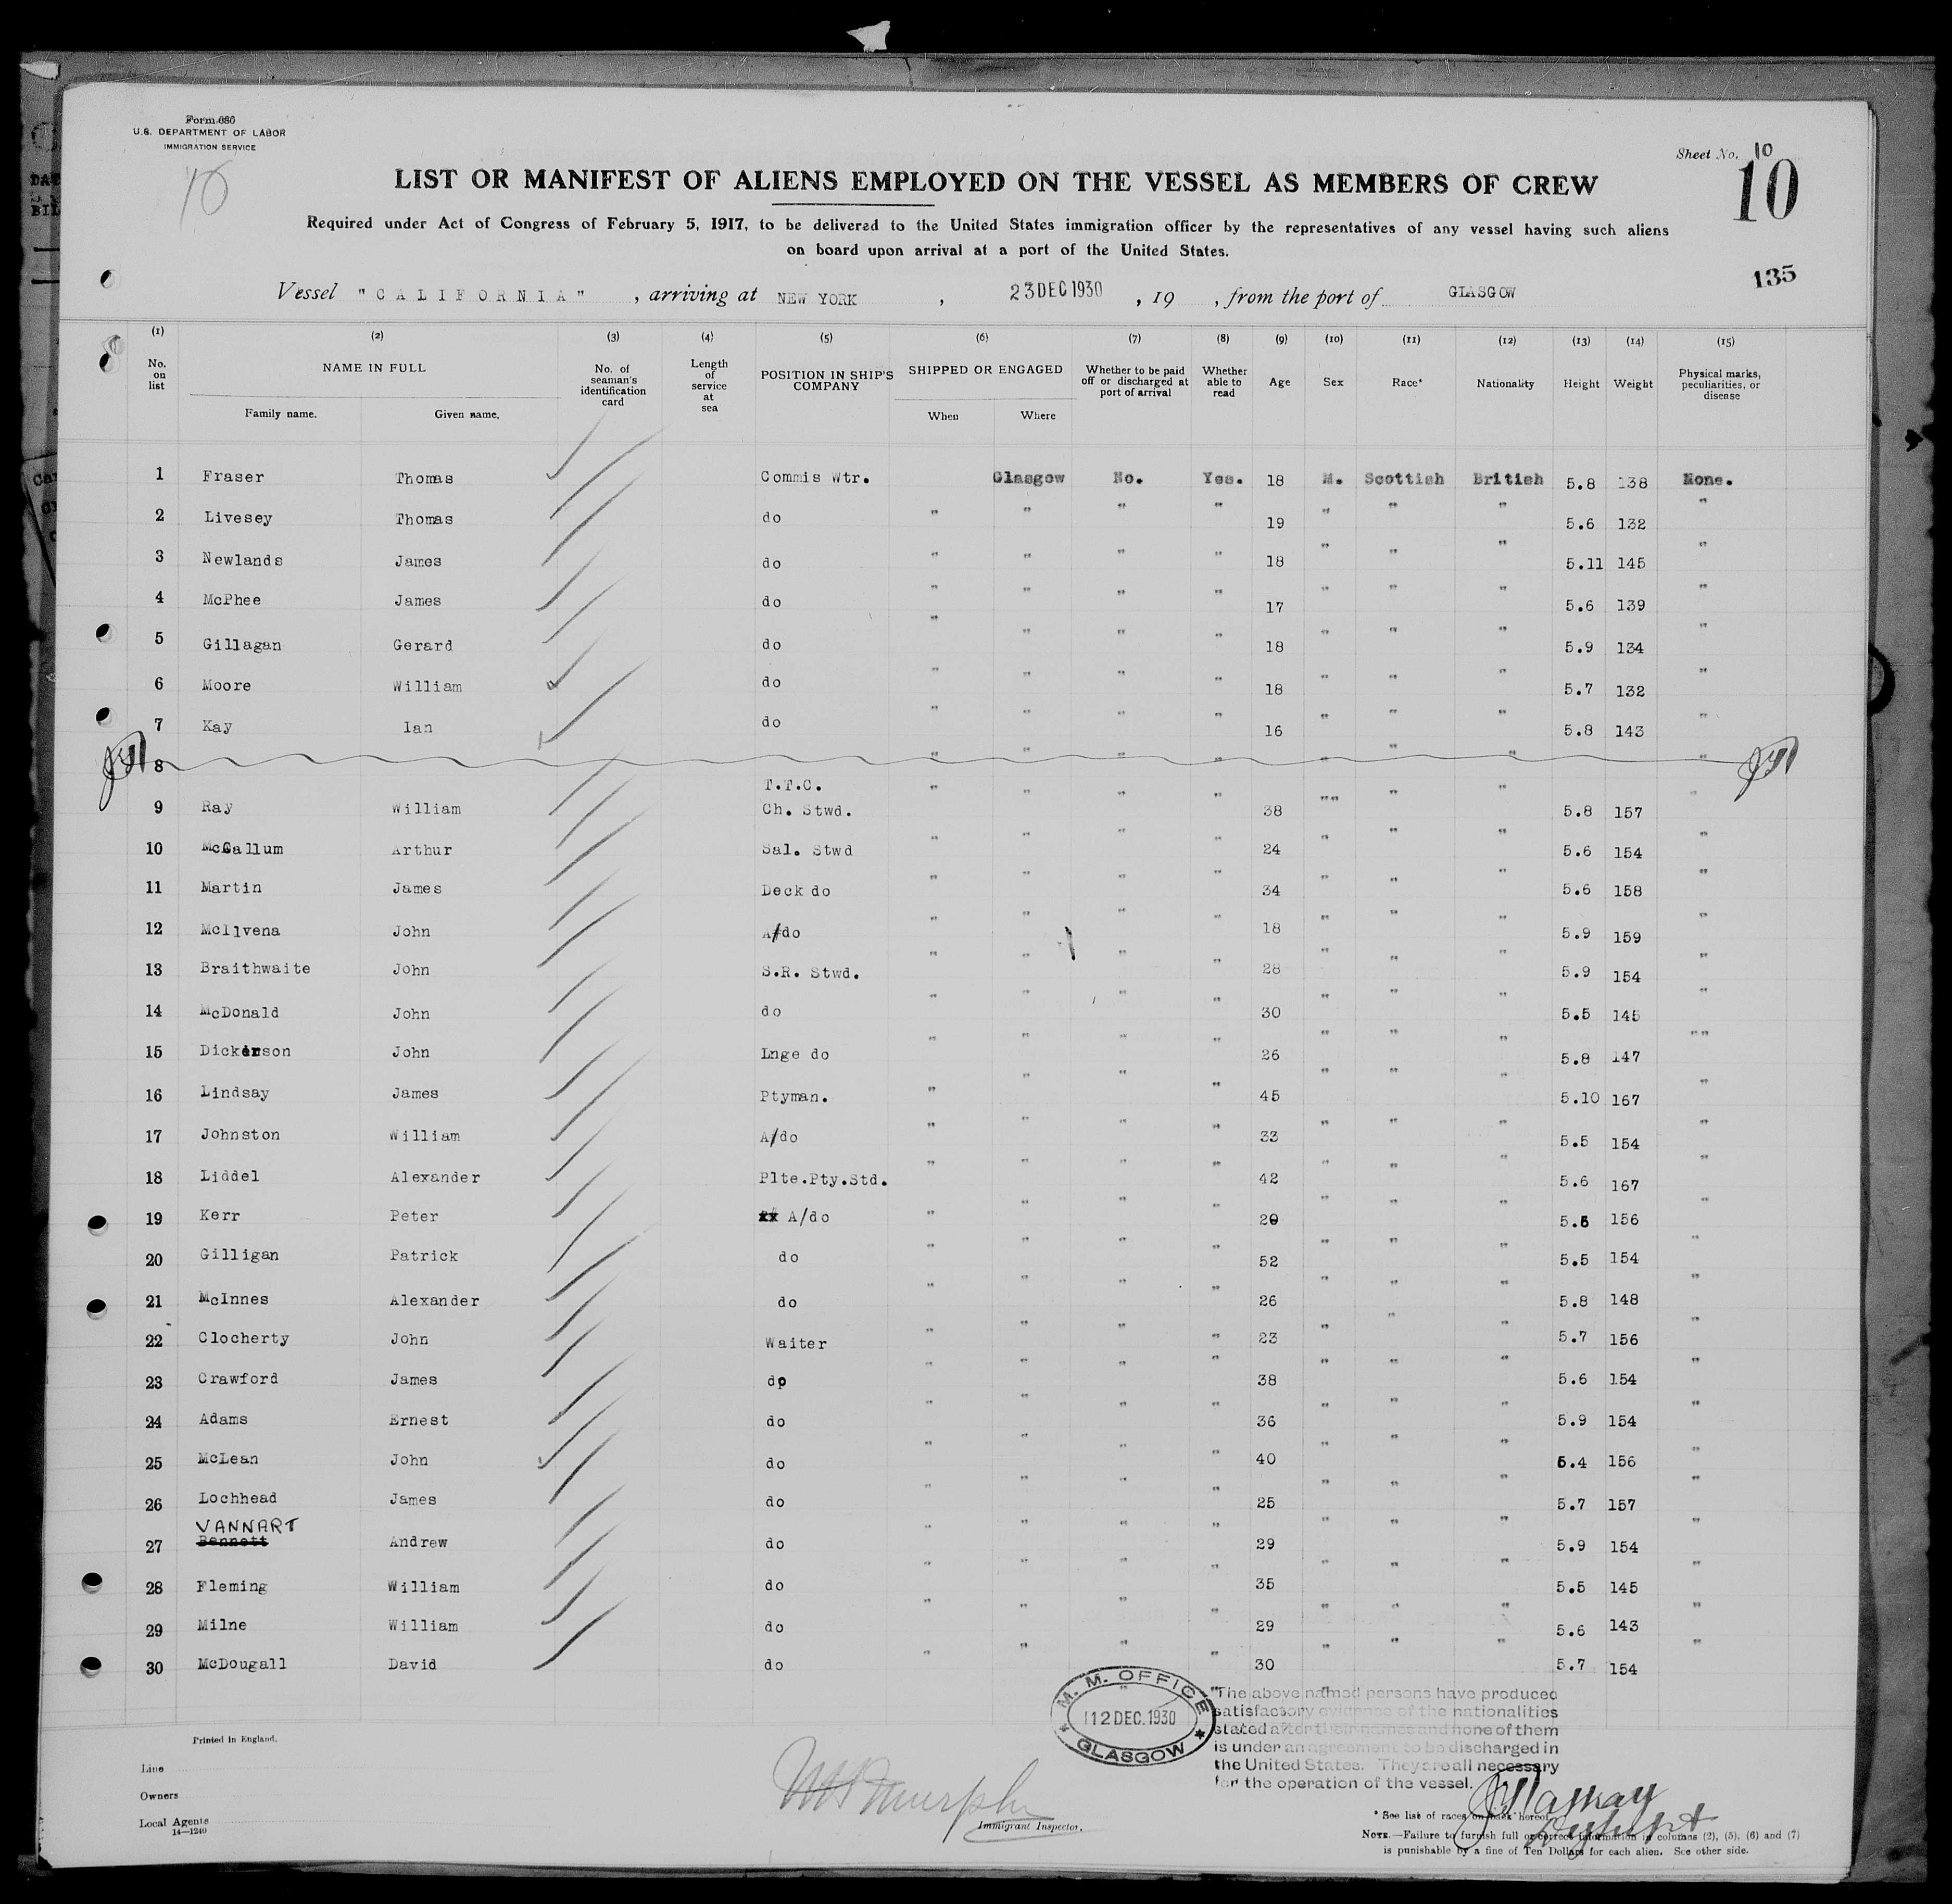 Form 680
U.S. DEPARTMENT OF LABOR
IMMIGRATION SERVICE
10
Sheet No. 10
10
LIST OR MANIFEST OF ALIENS EMPLOYED ON THE VESSEL AS MEMBERS OF CREW
Required under Act of Congress of February 5, 1917, to be delivered to the United States immigration officer by the representatives of any vessel having such aliens
on board upon arrival at a port of the United States.
135
Vessel "CALIFORNIA" , arriving at NEW YORK , 23 DEC 1930 , 19 , from the port of GLASGOW
(1) (2) (3) (4) (5) (6) (7) (8) (9) (10) (11) (12) (13) (14) (15)
No. on list NAME IN FULL Family name. Given name. No. of seaman's identification card Length of service at sea POSITION IN SHIP'S COMPANY SHIPPED OR ENGAGED When Where Whether to be paid off or discharged at port of arrival Whether able to read Age Sex Race* Nationality Height Weight Physical marks, peculiarities, or disease
1 Fraser Thomas Commis Wtr. Glasgow No. Yes. 18 M. Scottish British 5.8 138 None.
2 Livesey Thomas do " " " " 19 " " " 5.6 132 "
3 Newlands James do " " " " 18 " " " 5.11 145 "
4 McPhee James do " " " " 17 " " " 5.6 139 "
5 Gillagan Gerard do " " " " 18 " " " 5.9 134 "
6 Moore William do " " " " 18 " " " 5.7 132 "
7 Kay Ian do " " " " 16 " " " 5.8 143 "
8 " " " " " " " "
T.T.C.
9 Ray William Ch. Stwd. " " " " 38 "" " " 5.8 157 "
10 McCallum Arthur Sal. Stwd " " " " 24 " " " 5.6 154 "
11 Martin James Deck do " " " " 34 " " " 5.6 158 "
12 McIlvena John A/do " " " " 18 " " " 5.9 159 "
13 Braithwaite John S.R. Stwd. " " " " 28 " " " 5.9 154 "
14 McDonald John do " " " " 30 " " " 5.5 145 "
15 Dickinson John Lnge do " " " " 26 " " " 5.8 147 ""
16 Lindsay James Ptyman. " " " " 45 " " " 5.10 167 "
17 Johnston William A/do " " " " 33 " " " 5.5 154 "
18 Liddel Alexander Plte.Pty.Std. " " " " 42 " " " 5.6 167 "
19 Kerr Peter xx A/do " " " " 20 " " " 5.5 156 "
20 Gilligan Patrick do " " " " 52 " " " 5.5 154 "
21 McInnes Alexander do " " " " 26 " " " 5.8 148 "
22 Clocherty John Waiter " " " " 23 " " " 5.7 156 "
23 Crawford James do " " " " 38 " " " 5.6 154 "
24 Adams Ernest do " " " " 36 " " " 5.9 154 "
25 McLean John do " " " " 40 " " " 5.4 156 "
26 Lochhead James do " " " " 25 " " " 5.7 157 "
VANNART
27 Bennett Andrew do " " " " 29 " " " 5.9 154 "
28 Fleming William do " " " " 35 " " " 5.5 145 "
29 Milne William do " " " " 29 " " " 5.6 143 "
30 McDougall David do " " " " 30 " " " 5.7 154 "
M. M. OFFICE
12 DEC. 1930
GLASGOW
"The above named persons have produced
satisfactory evidence of the nationalities
stated after their names and none of them
is under an agreement to be discharged in
the United States. They are all necessary
for the operation of the vessel.
Printed in England.
Line
Owners
Local Agents
14—1240
Immigrant Inspector.
* See list of races on back hereof.
NOTE.—Failure to furnish full or correct information in columns (2), (5), (6) and (7)
is punishable by a fine of Ten Dollars for each alien. See other side.